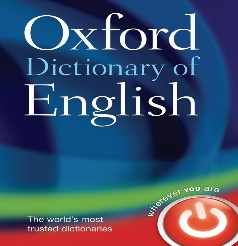 Oxford
Dictionary of
English
wherever you are
The world's most
trusted dictionaries